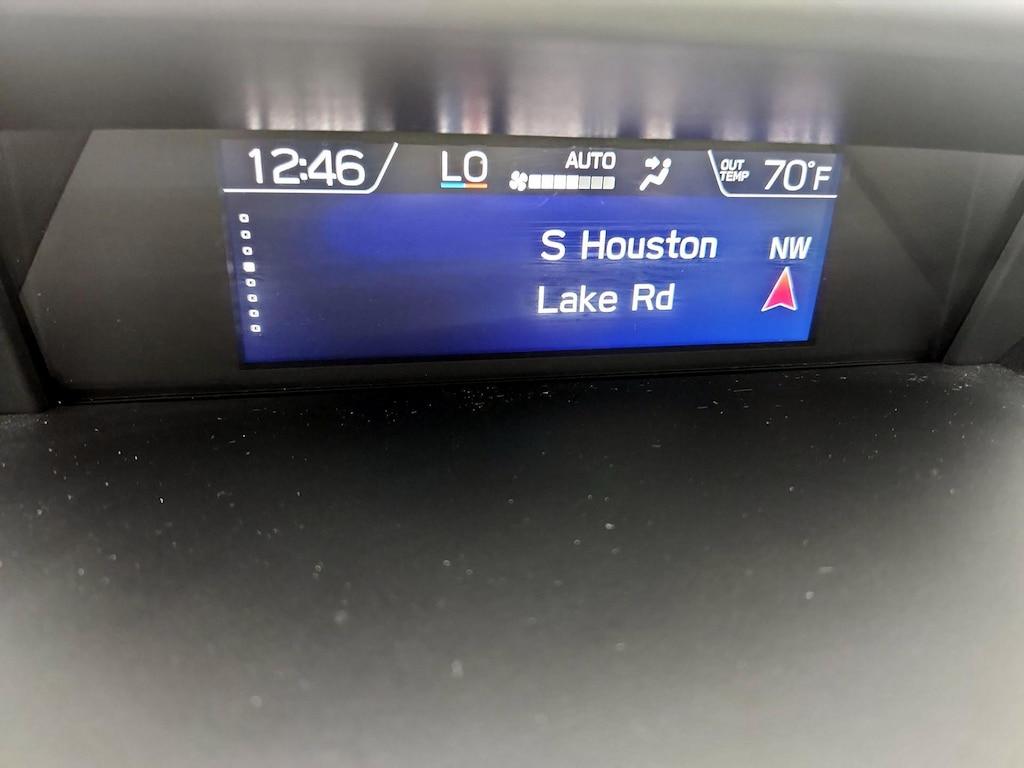 12:46 LO AUTO OUT TEMP 70°F
S Houston NW
Lake Rd